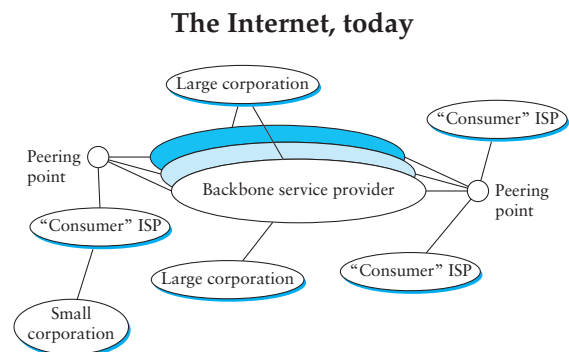 The Internet, today
Large corporation
“Consumer” ISP
Peering
point
Backbone service provider
Peering
point
“Consumer” ISP
Large corporation
“Consumer” ISP
Small
corporation